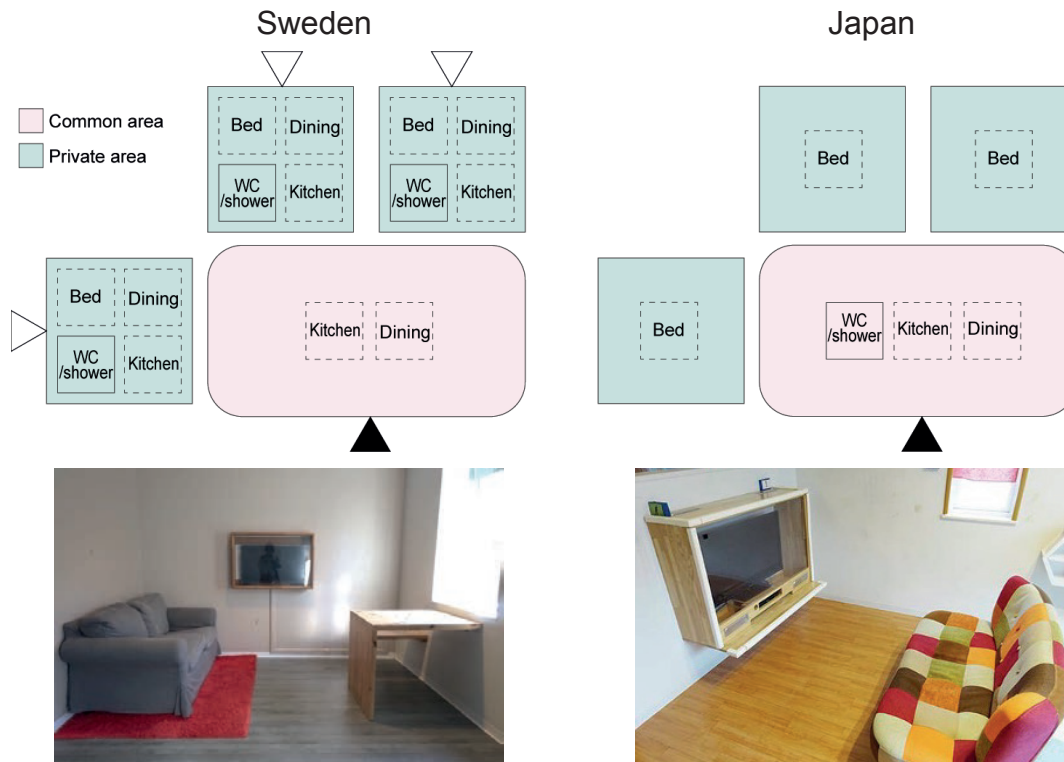 Sweden
Japan
Common area
Private area
Bed
Dining
WC
/shower
Kitchen
Bed
Dining
WC
/shower
Kitchen
Bed
Dining
WC
/shower
Kitchen
Kitchen
Dining
Bed
Bed
Bed
WC
/shower
Kitchen
Dining